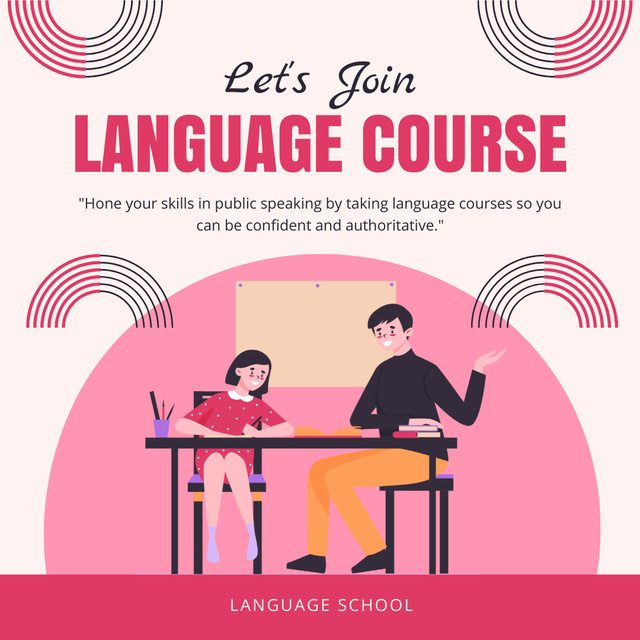 Let's Join
LANGUAGE COURSE
"Hone your skills in public speaking by taking language courses so you
can be confident and authoritative."
LANGUAGE SCHOOL